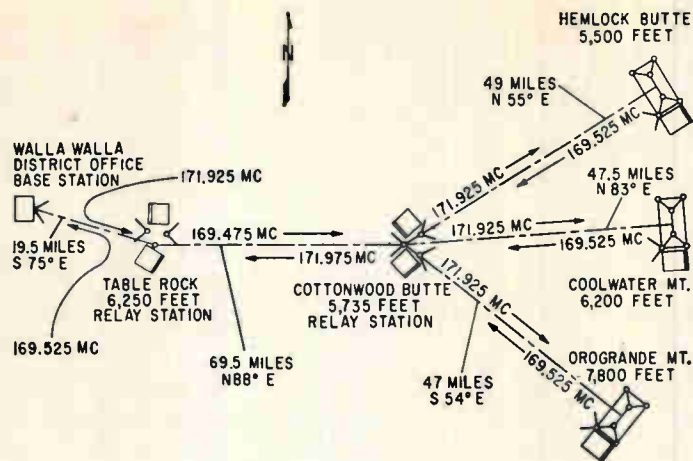 HEMLOCK BUTTE
5,500 FEET
N
49 MILES
N 55° E
169.525 MC
171.925 MC
WALLA WALLA
DISTRICT OFFICE
BASE STATION
171.925 MC
47.5 MILES
N 83° E
171.925 MC
169.525 MC
19.5 MILES
S 75° E
169.475 MC
171.975 MC
TABLE ROCK
6,250 FEET
RELAY STATION
COTTONWOOD BUTTE
5,735 FEET
RELAY STATION
COOLWATER MT.
6,200 FEET
171.925 MC
169.525 MC
169.525 MC
69.5 MILES
N88° E
47 MILES
S 54° E
OROGRANDE MT.
7,800 FEET